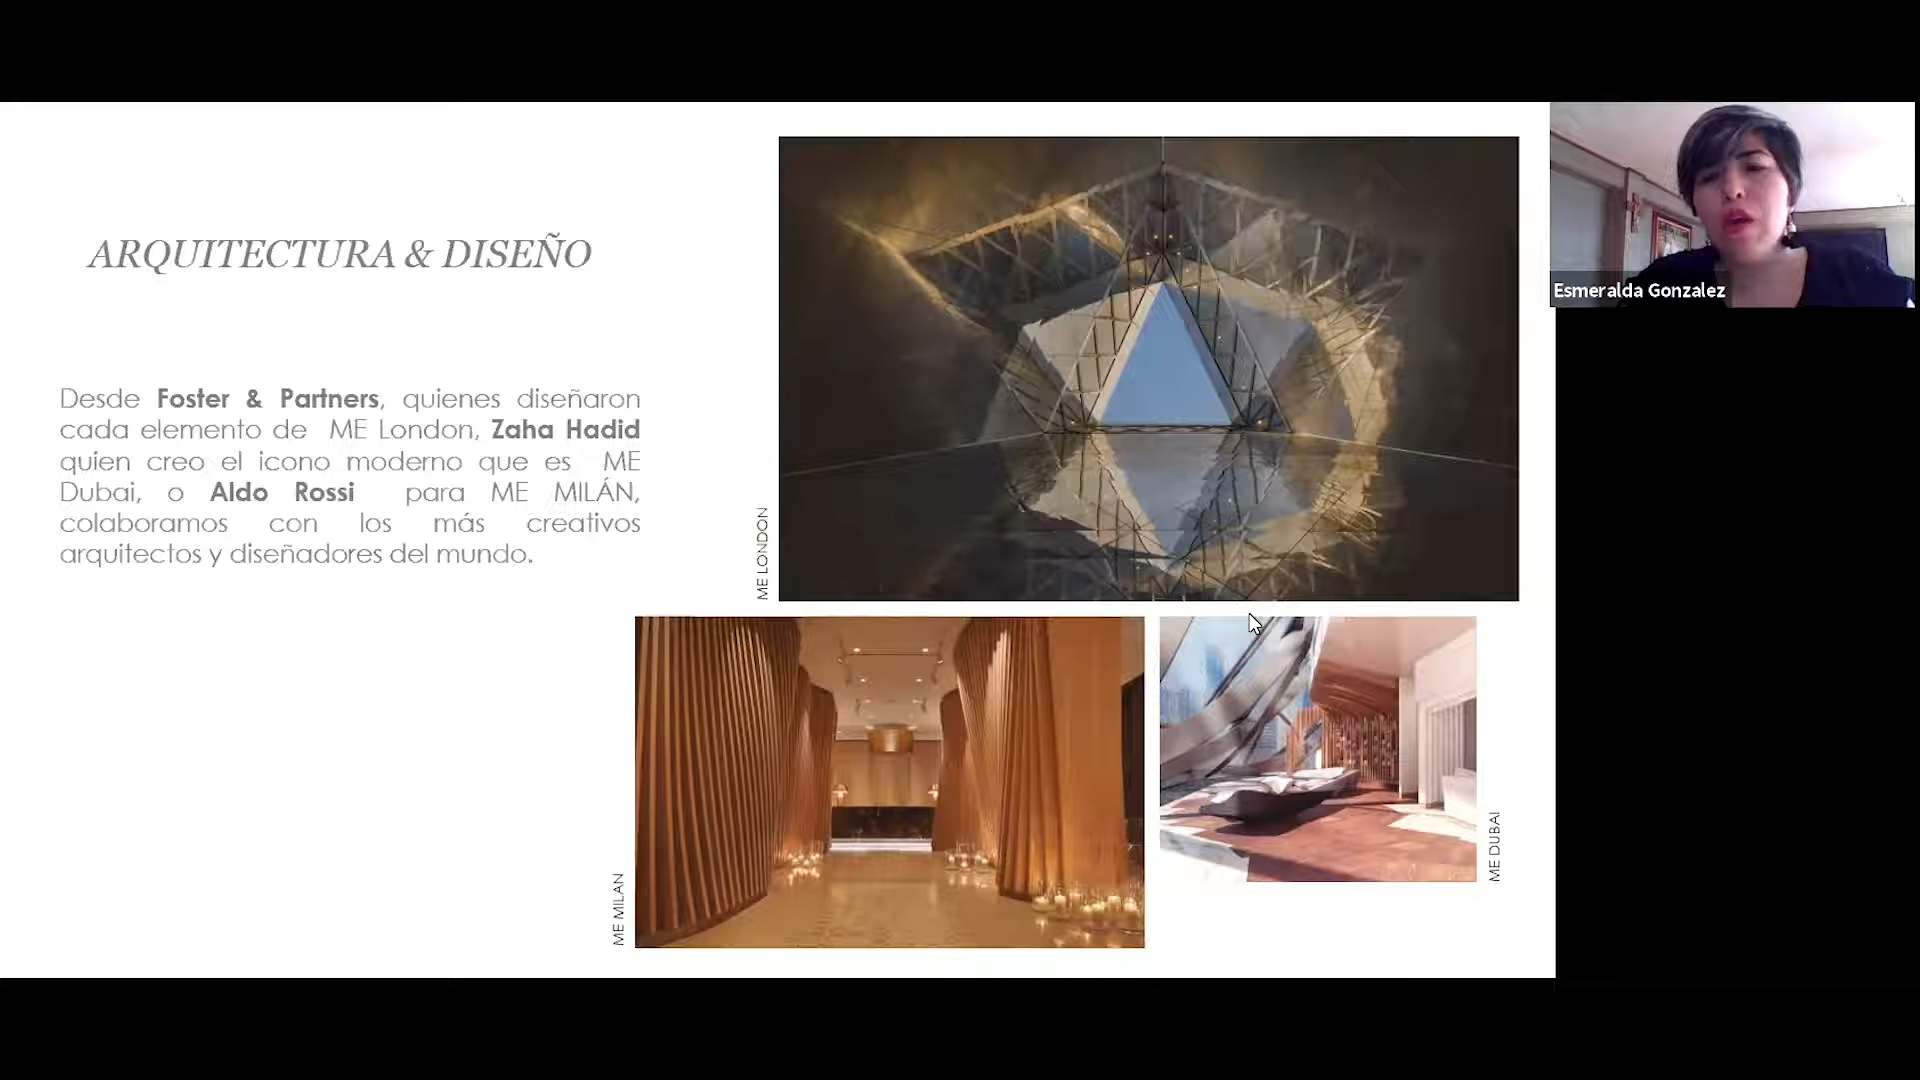 ARQUITECTURA & DISEÑO
Desde Foster & Partners, quienes diseñaron
cada elemento de ME London, Zaha Hadid
quien creo el icono moderno que es ME
Dubai, o Aldo Rossi para ME MILÁN,
colaboramos con los más creativos
arquitectos y diseñadores del mundo.
ME LONDON
ME MILAN
ME DUBAI
Esmeralda Gonzalez